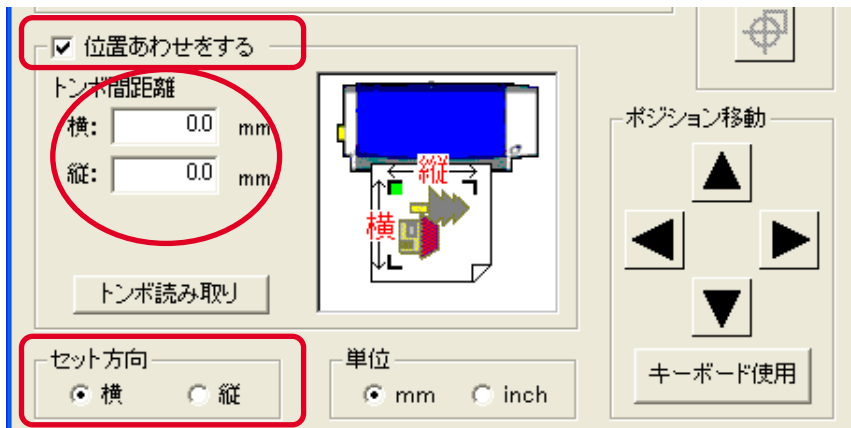 位置あわせをする
トンボ間距離
横: 0.0 mm
縦: 0.0 mm
縦
横
トンボ読み取り
ポジション移動
キーボード使用
セット方向
横 縦
単位
mm inch